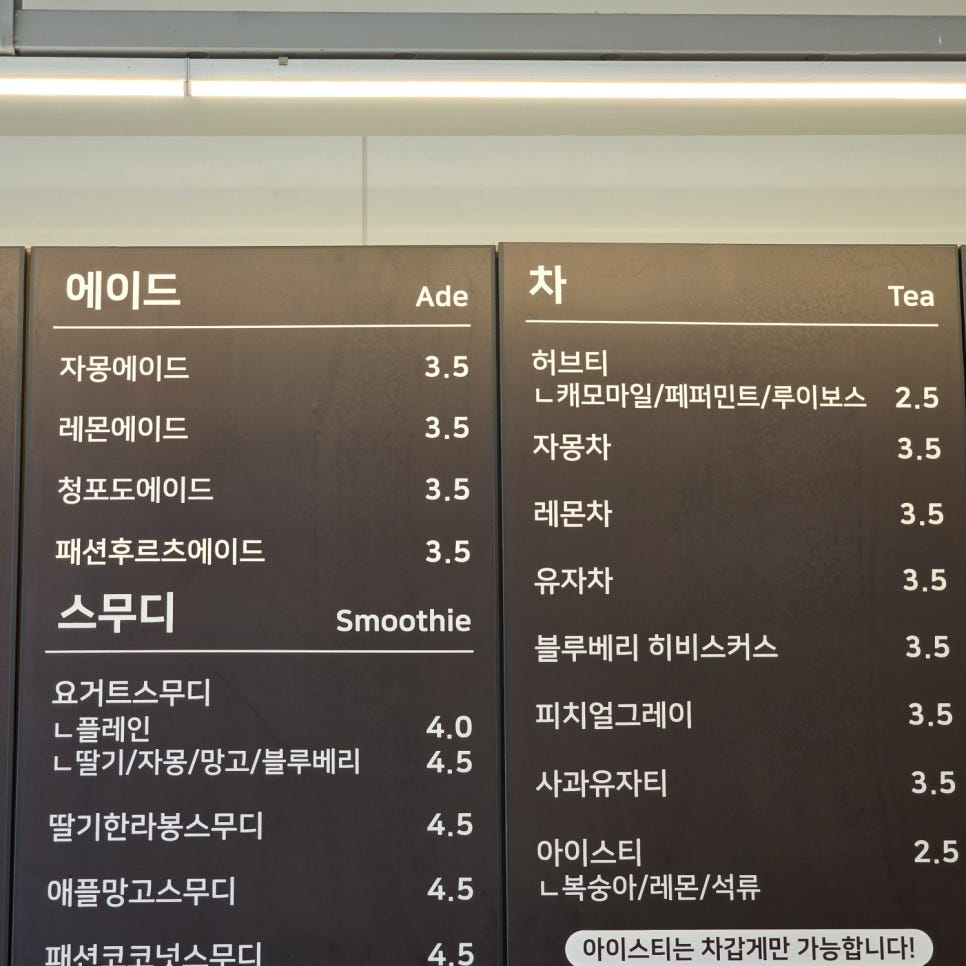 에이드 Ade
자몽에이드 3.5
레몬에이드 3.5
청포도에이드 3.5
패션후르츠에이드 3.5
스무디 Smoothie
요거트스무디
ㄴ플레인 4.0
ㄴ딸기/자몽/망고/블루베리 4.5
딸기한라봉스무디 4.5
애플망고스무디 4.5
패션코코넛스무디 4.5
차 Tea
허브티
ㄴ캐모마일/페퍼민트/루이보스 2.5
자몽차 3.5
레몬차 3.5
유자차 3.5
블루베리 히비스커스 3.5
피치얼그레이 3.5
사과유자티 3.5
아이스티 2.5
ㄴ복숭아/레몬/석류
아이스티는 차갑게만 가능합니다!